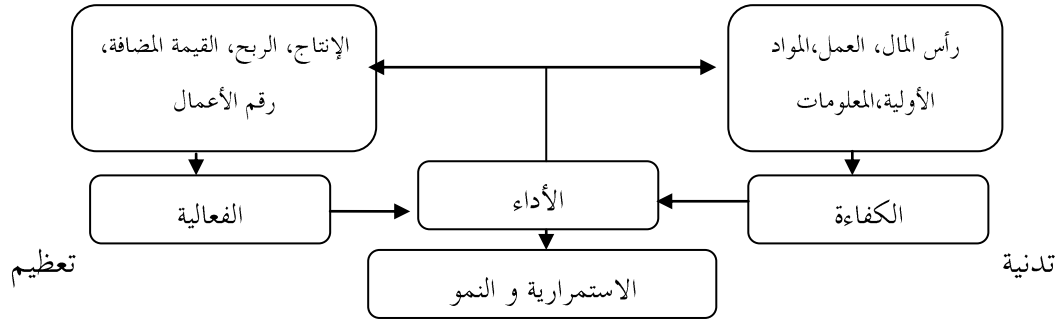 رأس المال، العمل،المواد
الأولية،المعلومات
الإنتاج، الربح، القيمة المضافة،
رقم الأعمال
الكفاءة
الأداء
الفعالية
تدنية
تعظيم
الاستمرارية و النمو